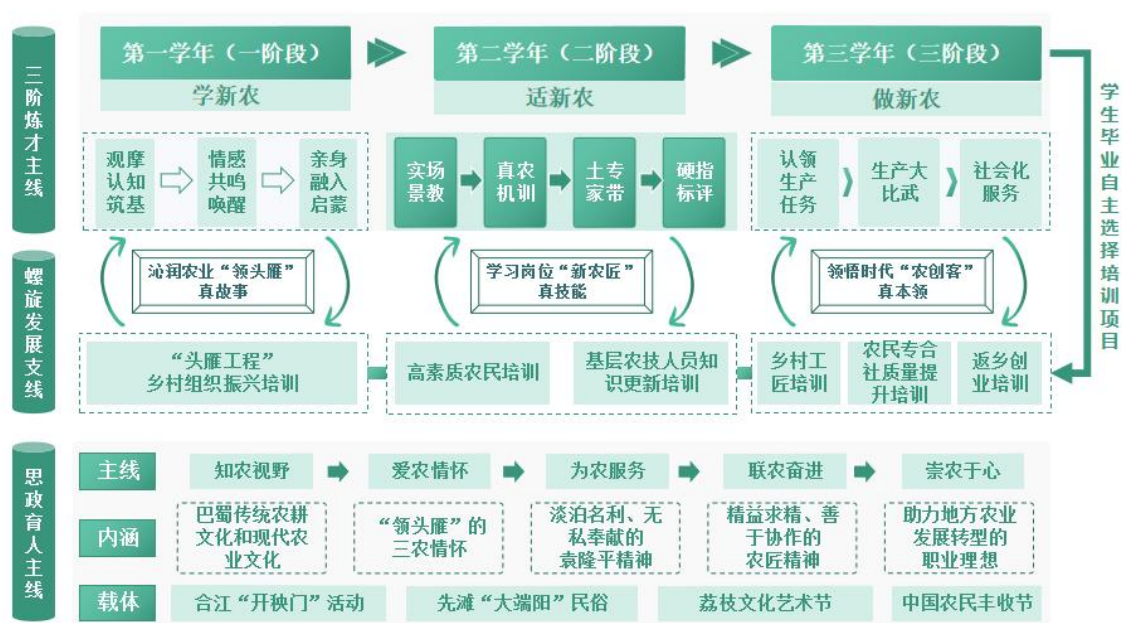 三阶炼才主线
第一学年（一阶段）
第二学年（二阶段）
第三学年（三阶段）
学新农
适新农
做新农
观摩
认知
筑基
情感
共鸣
唤醒
亲身
融入
启蒙
实场
景教
真农
机训
土专
家带
硬指
标评
认领
生产
任务
生产大
比武
社会化
服务
学生毕业自主选择培训项目
螺旋发展支线
沁润农业“领头雁”
真故事
学习岗位“新农匠”
真技能
领悟时代“农创客”
真本领
“头雁工程”
乡村组织振兴培训
高素质农民培训
基层农技人员知
识更新培训
乡村工
匠培训
农民专合
社质量提
升培训
返乡创
业培训
思政育人主线
主线
知农视野
爱农情怀
为农服务
联农奋进
崇农于心
内涵
巴蜀传统农耕
文化和现代农
业文化
“领头雁”的
三农情怀
淡泊名利、无
私奉献的
袁隆平精神
精益求精、善
于协作的
农匠精神
助力地方农业
发展转型的
职业理想
载体
合江“开秧门”活动
先滩“大端阳”民俗
荔枝文化艺术节
中国农民丰收节